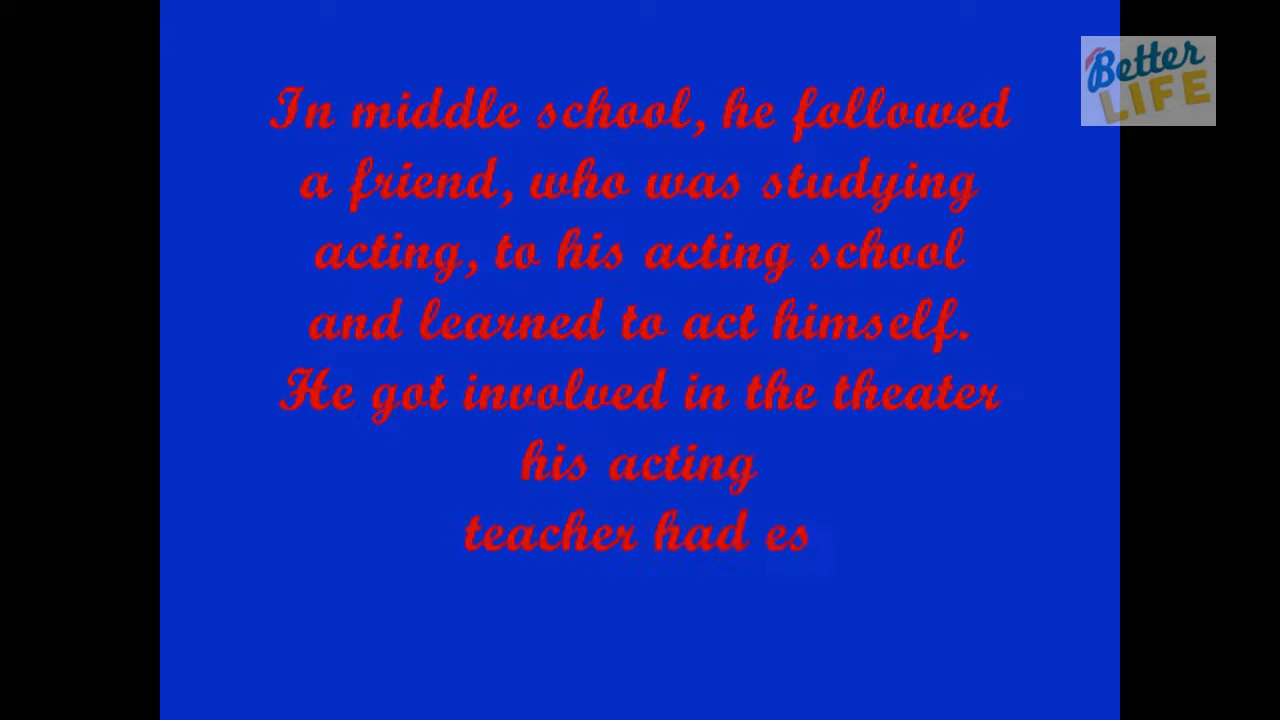 Better
LIFE
In middle school, he followed
a friend, who was studying
acting, to his acting school
and learned to act himself.
He got involved in the theater
his acting
teacher had es